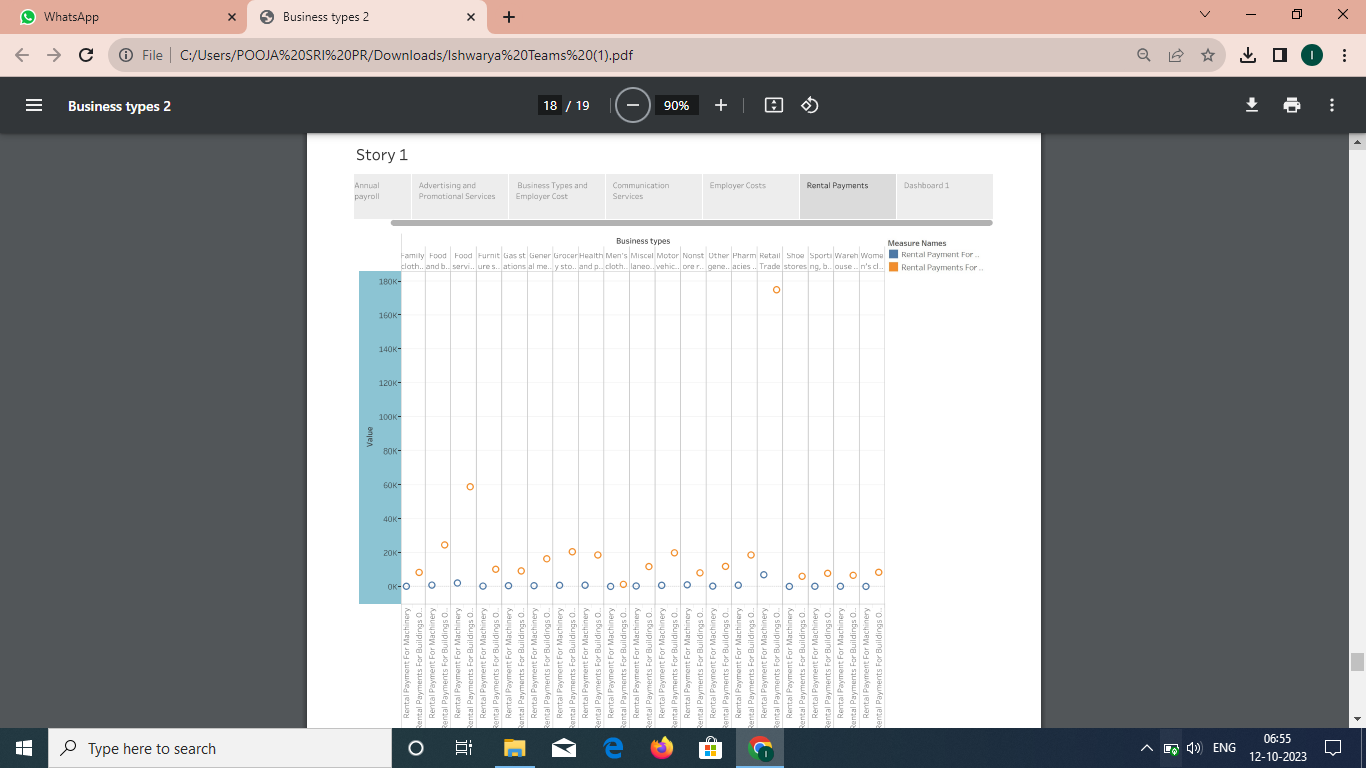 WhatsApp
Business types 2
File
C:/Users/POOJA%20SRI%20PR/Downloads/Ishwarya%20Teams%20(1).pdf
I
Business types 2
18 / 19
90%
Story 1
Annual payroll
Advertising and Promotional Services
Business Types and Employer Cost
Communication Services
Employer Costs
Rental Payments
Dashboard 1
Business types
Family cloth..
Food and b..
Food servi..
Furnit ure s..
Gas st ations
Gener al me..
Grocer y sto..
Health and p..
Men's cloth..
Miscel laneo..
Motor vehic..
Nonst ore r..
Other gene..
Pharm acies ..
Retail Trade
Shoe stores
Sporti ng, b..
Wareh ouse ..
Wome n's cl..
Measure Names
Rental Payment For ..
Rental Payments For ..
Value
180K
160K
140K
120K
100K
80K
60K
40K
20K
0K
Rental Payment For Machinery
Rental Payments For Buildings O..
Rental Payment For Machinery
Rental Payments For Buildings O..
Rental Payment For Machinery
Rental Payments For Buildings O..
Rental Payment For Machinery
Rental Payments For Buildings O..
Rental Payment For Machinery
Rental Payments For Buildings O..
Rental Payment For Machinery
Rental Payments For Buildings O..
Rental Payment For Machinery
Rental Payments For Buildings O..
Rental Payment For Machinery
Rental Payments For Buildings O..
Rental Payment For Machinery
Rental Payments For Buildings O..
Rental Payment For Machinery
Rental Payments For Buildings O..
Rental Payment For Machinery
Rental Payments For Buildings O..
Rental Payment For Machinery
Rental Payments For Buildings O..
Rental Payment For Machinery
Rental Payments For Buildings O..
Rental Payment For Machinery
Rental Payments For Buildings O..
Rental Payment For Machinery
Rental Payments For Buildings O..
Rental Payment For Machinery
Rental Payments For Buildings O..
Rental Payment For Machinery
Rental Payments For Buildings O..
Rental Payment For Machinery
Rental Payments For Buildings O..
Rental Payment For Machinery
Rental Payments For Buildings O..
Type here to search
ENG
06:55
12-10-2023